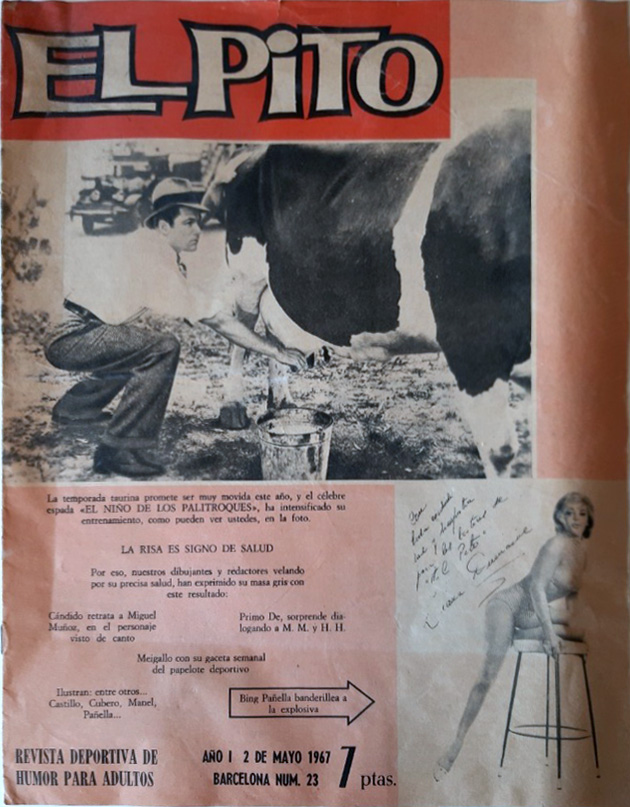 EL PiTO
La temporada taurina promete ser muy movida este año, y el célebre
espada «EL NIÑO DE LOS PALITROQUES», ha intensificado su
entrenamiento, como pueden ver ustedes, en la foto.
LA RISA ES SIGNO DE SALUD
Por eso, nuestros dibujantes y redactores velando
por su precisa salud, han exprimido su masa gris con
este resultado:
Cándido retrata a Miguel
Muñoz, en el personaje
visto de canto
Primo De, sorprende dia-
logando a M. M. y H. H.
Meigallo con su gaceta semanal
del papelote deportivo
Ilustran: entre otros...
Castillo, Cubero, Manel,
Pañella...
Bing Pañella banderillea a
la explosiva
REVISTA DEPORTIVA DE
HUMOR PARA ADULTOS
AÑO I 2 DE MAYO 1967
BARCELONA NUM. 23
7 ptas.